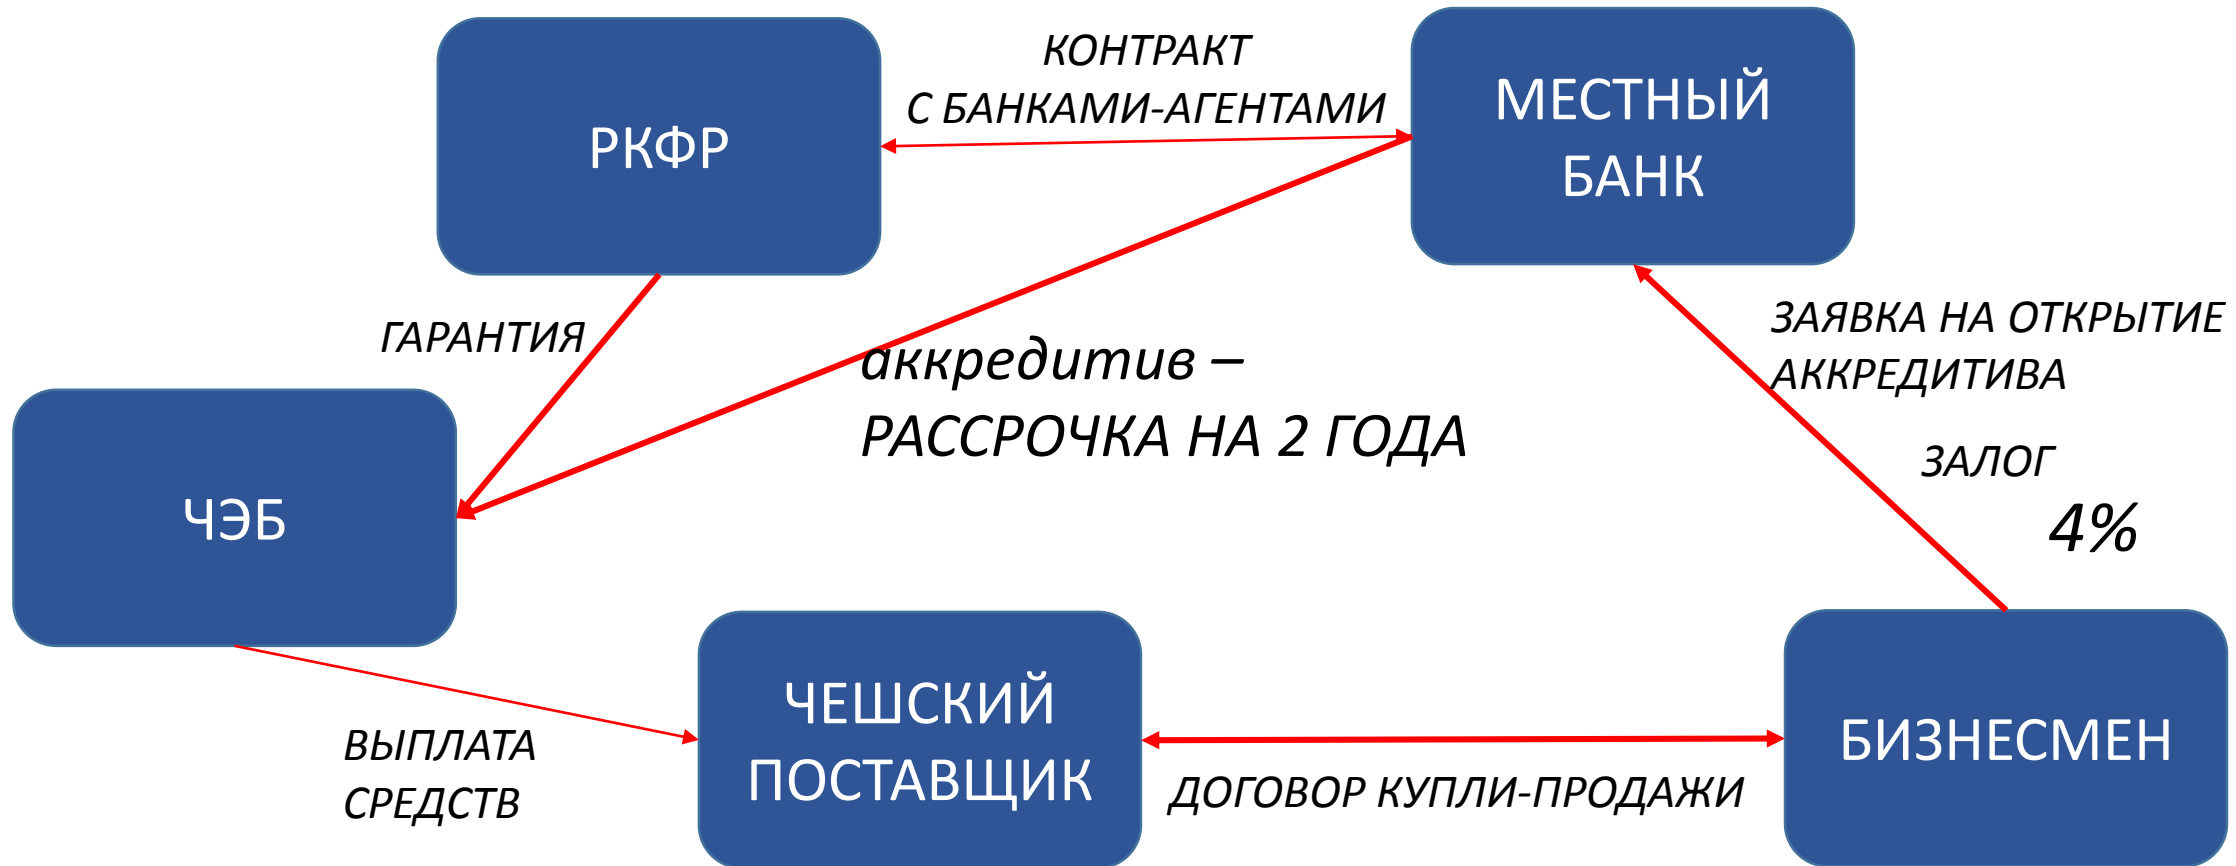 КОНТРАКТ
С БАНКАМИ-АГЕНТАМИ
РКФР
МЕСТНЫЙ
БАНК
ГАРАНТИЯ
аккредитив –
РАССРОЧКА НА 2 ГОДА
ЗАЯВКА НА ОТКРЫТИЕ
АККРЕДИТИВА
ЗАЛОГ
4%
ЧЭБ
ВЫПЛАТА
СРЕДСТВ
ЧЕШСКИЙ
ПОСТАВЩИК
ДОГОВОР КУПЛИ-ПРОДАЖИ
БИЗНЕСМЕН